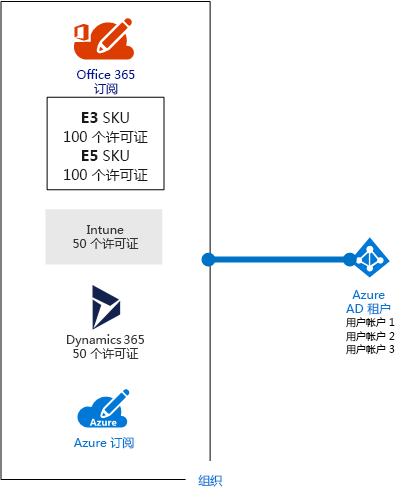 Office 365
订阅
E3 SKU
100 个许可证
E5 SKU
100 个许可证
Intune
50 个许可证
Dynamics 365
50 个许可证
Azure
Azure 订阅
Azure
AD 租户
用户帐户 1
用户帐户 2
用户帐户 3
组织